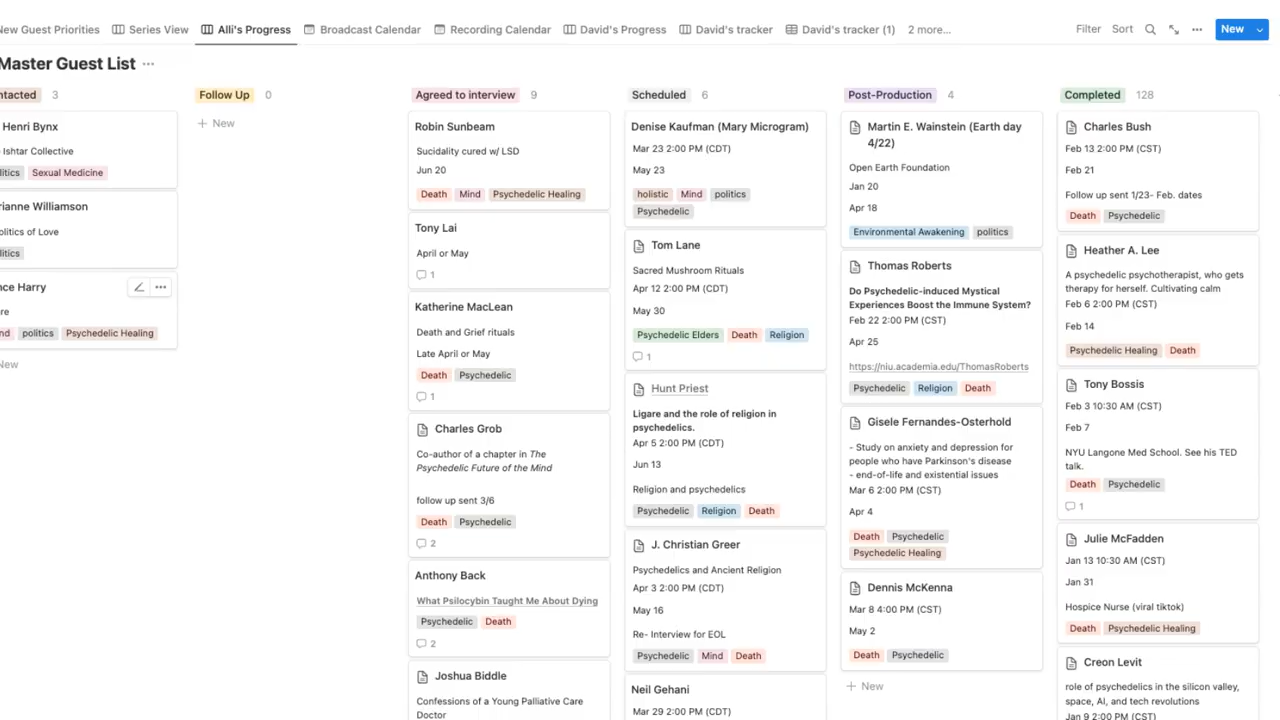 New Guest Priorities
Schedule View
Alli's Progress
Broadcast Calendar
Recording Calendar
David's Progress
David's tracker
David's tracker (1)
2 more...
Filter
Sort
New
Master Guest List
ntacted 3
Henri Bynx
Ishtar Collective
litics Sexual Medicine
rianne Williamson
olitics of Love
litics
nce Harry
re
nd politics Psychedelic Healing
New
Follow Up 0
+ New
Agreed to interview 9
Robin Sunbeam
Sucidality cured w/ LSD
Jun 20
Death Mind Psychedelic Healing
Tony Lai
April or May
1
Katherine MacLean
Death and Grief rituals
Late April or May
Death Psychedelic
1
Charles Grob
Co-author of a chapter in The
Psychedelic Future of the Mind
follow up sent 3/6
Death Psychedelic
2
Anthony Back
What Psilocybin Taught Me About Dying
Psychedelic Death
2
Joshua Biddle
Confessions of a Young Palliative Care
Doctor
Scheduled 6
Denise Kaufman (Mary Microgram)
Mar 23 2:00 PM (CDT)
May 23
holistic Mind politics
Psychedelic
Tom Lane
Sacred Mushroom Rituals
Apr 12 2:00 PM (CDT)
May 30
Psychedelic Elders Death Religion
1
Hunt Priest
Ligare and the role of religion in
psychedelics.
Apr 5 2:00 PM (CDT)
Jun 13
Religion and psychedelics
Psychedelic Religion Death
J. Christian Greer
Psychedelics and Ancient Religion
Apr 3 2:00 PM (CDT)
May 16
Re- Interview for EOL
Psychedelic Mind Death
Neil Gehani
Mar 29 2:00 PM (CDT)
Post-Production 4
Martin E. Wainstein (Earth day
4/22)
Open Earth Foundation
Jan 20
Apr 18
Environmental Awakening politics
Thomas Roberts
Do Psychedelic-induced Mystical
Experiences Boost the Immune System?
Feb 22 2:00 PM (CST)
Apr 25
https://niu.academia.edu/ThomasRoberts
Psychedelic Religion Death
Gisele Fernandes-Osterhold
- Study on anxiety and depression for
people who have Parkinson's disease
- end-of-life and existential issues
Mar 6 2:00 PM (CST)
Apr 4
Death Psychedelic
Psychedelic Healing
Dennis McKenna
Mar 8 4:00 PM (CST)
May 2
Death Psychedelic
+ New
Completed 128
Charles Bush
Feb 13 2:00 PM (CST)
Feb 21
Follow up sent 1/23- Feb. dates
Death Psychedelic
Heather A. Lee
A psychedelic psychotherapist, who gets
therapy for herself. Cultivating calm
Feb 6 2:00 PM (CST)
Feb 14
Psychedelic Healing Death
Tony Bossis
Feb 3 10:30 AM (CST)
Feb 7
NYU Langone Med School. See his TED
talk.
Death Psychedelic
1
Julie McFadden
Jan 13 10:30 AM (CST)
Jan 31
Hospice Nurse (viral tiktok)
Death Psychedelic Healing
Creon Levit
role of psychedelics in the silicon valley,
space, AI, and tech revolutions
Jan 9 2:00 PM (CST)